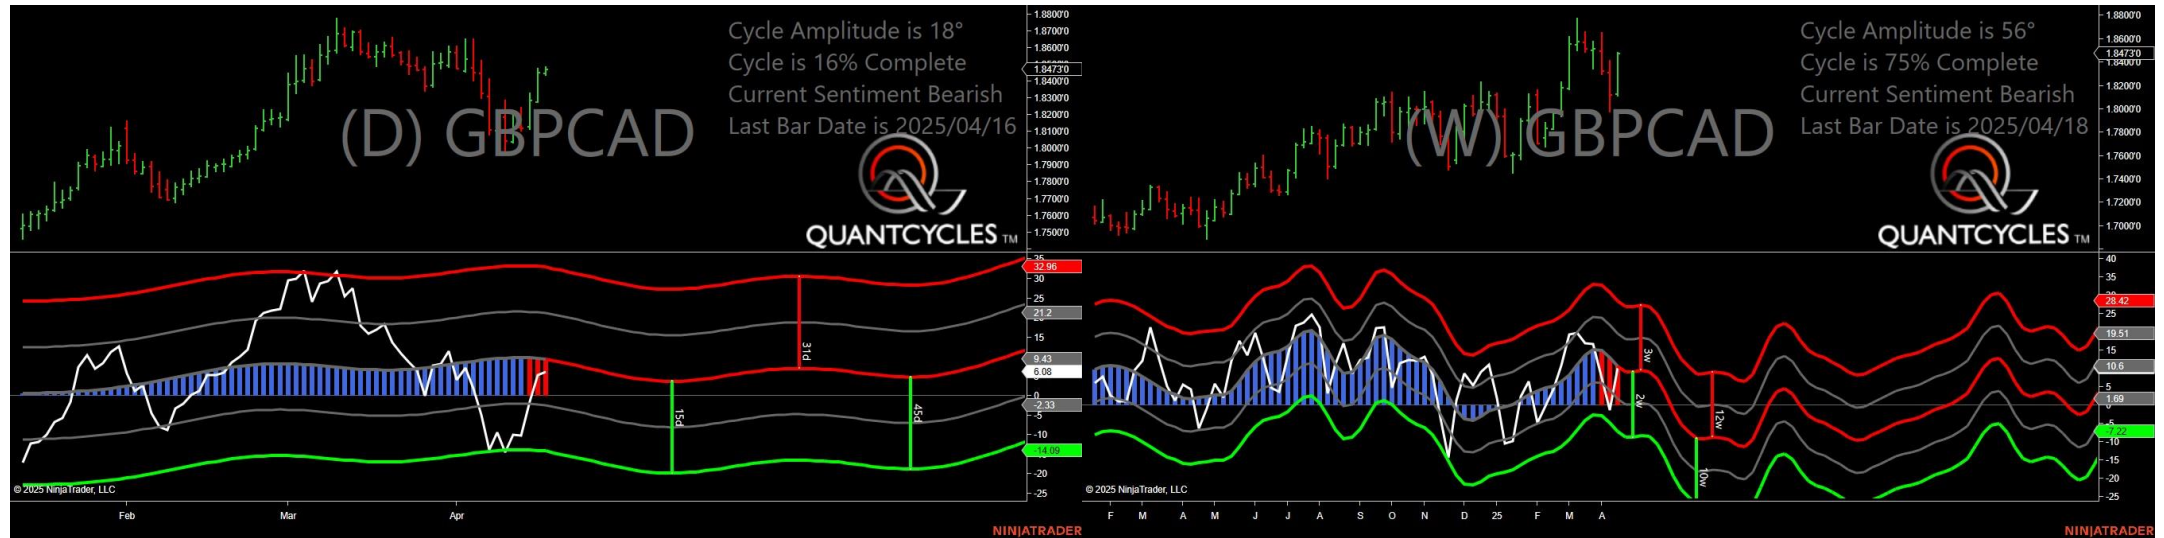 Cycle Amplitude is 18°
Cycle is 16% Complete
Current Sentiment Bearish
Last Bar Date is 2025/04/16
(D) GBPCAD
QUANTCYCLES TM
1.8800'0
1.8700'0
1.8600'0
1.8473'0
1.8400'0
1.8300'0
1.8200'0
1.8100'0
1.8000'0
1.7900'0
1.7800'0
1.7700'0
1.7600'0
1.7500'0
35
32.96
30
25
21.2
15
9.43
6.08
0
-2.33
-5
-10
-14.09
-20
-25
31d
15d
45d
© 2025 NinjaTrader, LLC
Feb
Mar
Apr
NINJATRADER
Cycle Amplitude is 56°
Cycle is 75% Complete
Current Sentiment Bearish
Last Bar Date is 2025/04/18
(W) GBPCAD
QUANTCYCLES TM
1.8800'0
1.8600'0
1.8473'0
1.8400'0
1.8200'0
1.8000'0
1.7800'0
1.7600'0
1.7400'0
1.7200'0
1.7000'0
40
35
28.42
25
19.51
15
10.6
5
1.69
-7.22
-10
-15
-20
-25
3w
2w
12w
10w
© 2025 NinjaTrader, LLC
F
M
A
M
J
J
A
S
O
N
D
25
F
M
A
NINJATRADER